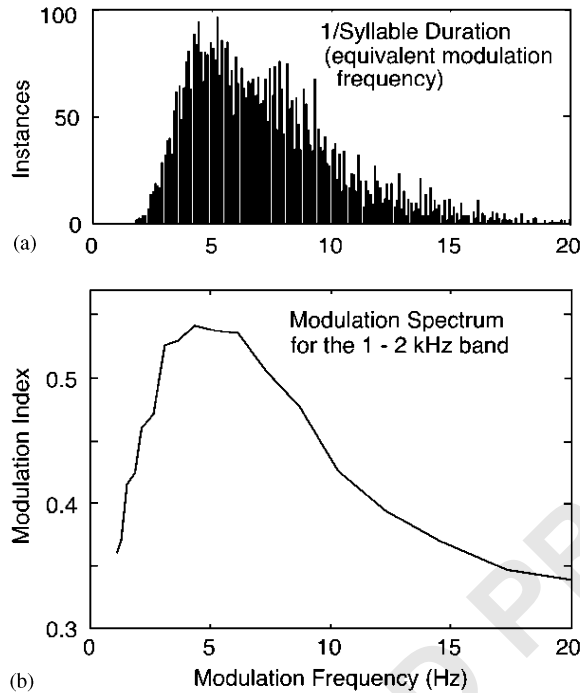 100
1/Syllable Duration
(equivalent modulation
frequency)
Instances
50
0
(a)
0 5 10 15 20
Modulation Spectrum
for the 1 - 2 kHz band
Modulation Index
0.5
0.4
0.3
0 5 10 15 20
(b)
Modulation Frequency (Hz)
D PR